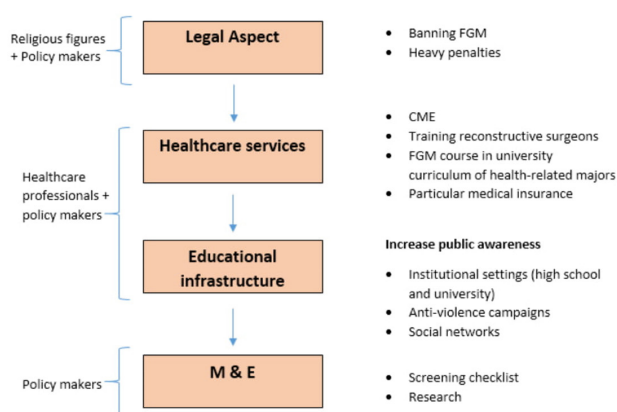 Religious figures
+ Policy makers
Legal Aspect
• Banning FGM
• Heavy penalties
Healthcare
professionals +
policy makers
Healthcare services
• CME
• Training reconstructive surgeons
• FGM course in university
curriculum of health-related majors
• Particular medical insurance
Educational
infrastructure
Increase public awareness
• Institutional settings (high school
and university)
• Anti-violence campaigns
• Social networks
Policy makers
M & E
• Screening checklist
• Research